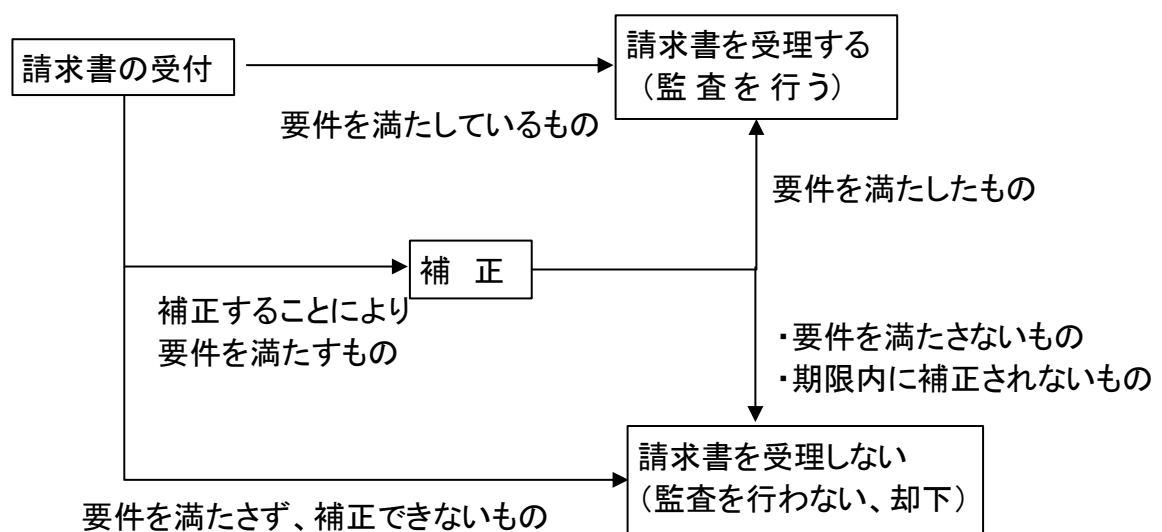 請求書の受付
請求書を受理する
（監査を行う）
要件を満たしているもの
要件を満たしたもの
補 正
補正することにより
要件を満たすもの
・要件を満たさないもの
・期限内に補正されないもの
請求書を受理しない
（監査を行わない、却下）
要件を満たさず、補正できないもの